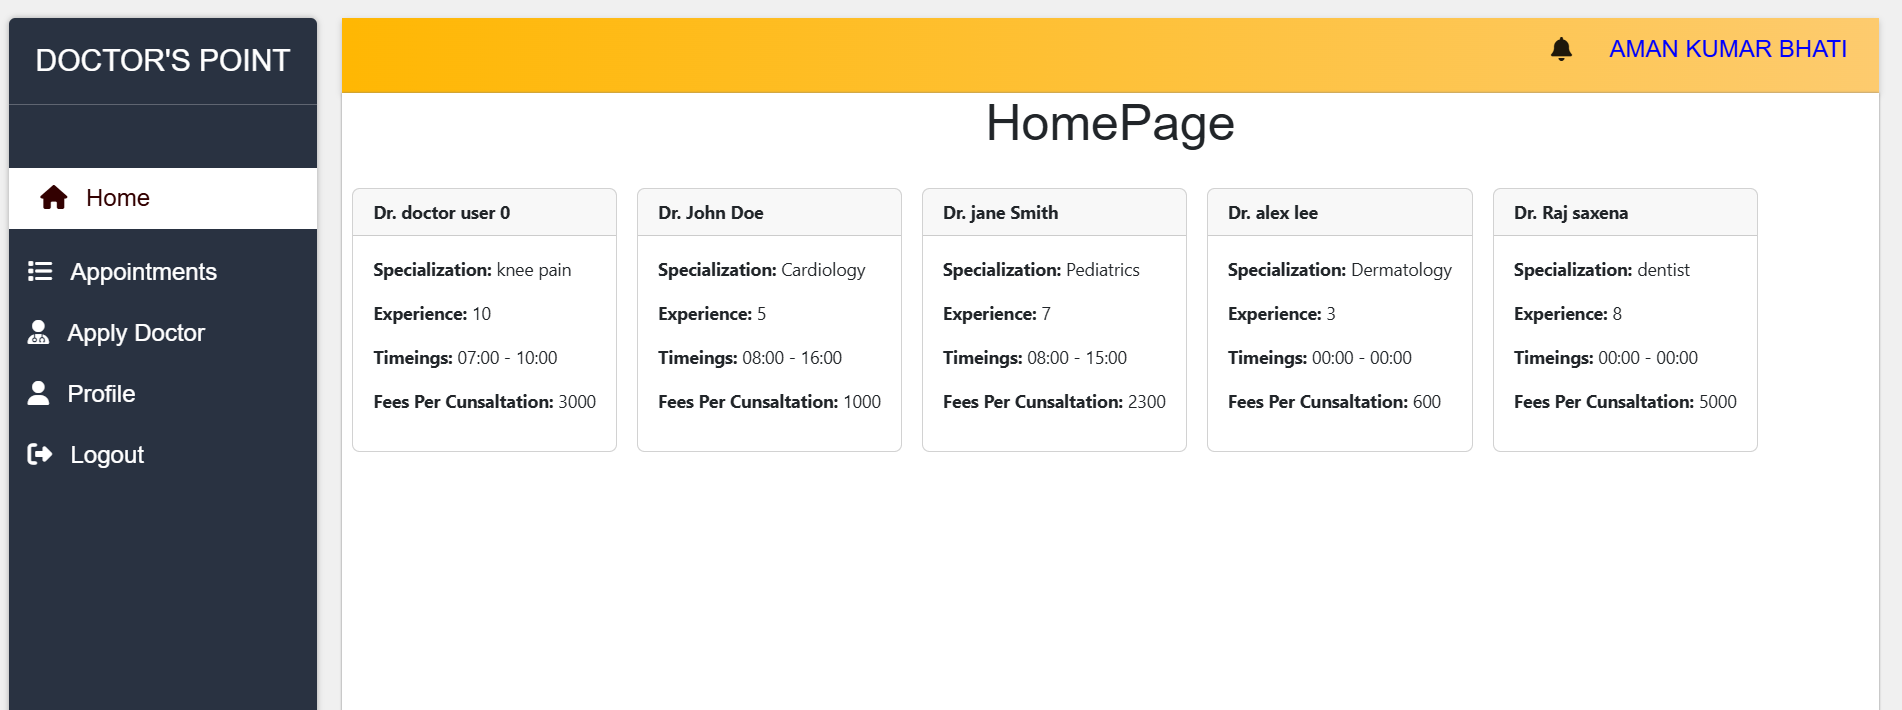 DOCTOR'S POINT
Home
Appointments
Apply Doctor
Profile
Logout
AMAN KUMAR BHATI
HomePage
Dr. doctor user 0
Specialization: knee pain
Experience: 10
Timeings: 07:00 - 10:00
Fees Per Cunsaltation: 3000
Dr. John Doe
Specialization: Cardiology
Experience: 5
Timeings: 08:00 - 16:00
Fees Per Cunsaltation: 1000
Dr. jane Smith
Specialization: Pediatrics
Experience: 7
Timeings: 08:00 - 15:00
Fees Per Cunsaltation: 2300
Dr. alex lee
Specialization: Dermatology
Experience: 3
Timeings: 00:00 - 00:00
Fees Per Cunsaltation: 600
Dr. Raj saxena
Specialization: dentist
Experience: 8
Timeings: 00:00 - 00:00
Fees Per Cunsaltation: 5000